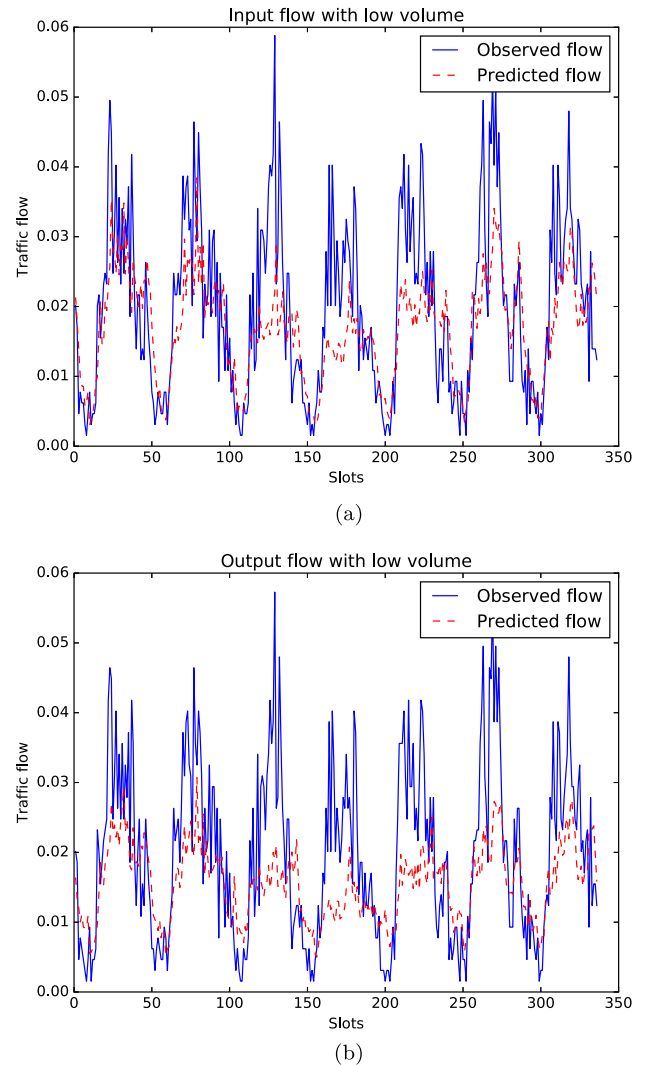 Input flow with low volume
Observed flow
Predicted flow
0.06
0.05
0.04
0.03
0.02
0.01
0.00
Traffic flow
0 50 100 150 200 250 300 350
Slots
(a)
Output flow with low volume
Observed flow
Predicted flow
0.06
0.05
0.04
0.03
0.02
0.01
0.00
Traffic flow
0 50 100 150 200 250 300 350
Slots
(b)